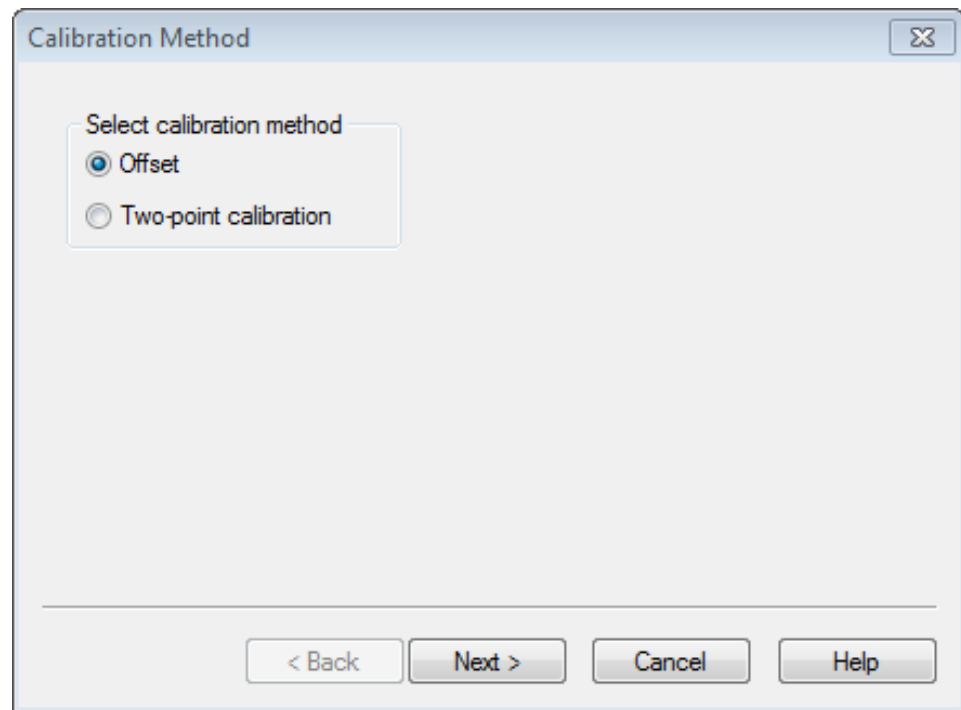 Calibration Method
Select calibration method
Offset
Two-point calibration
< Back
Next >
Cancel
Help